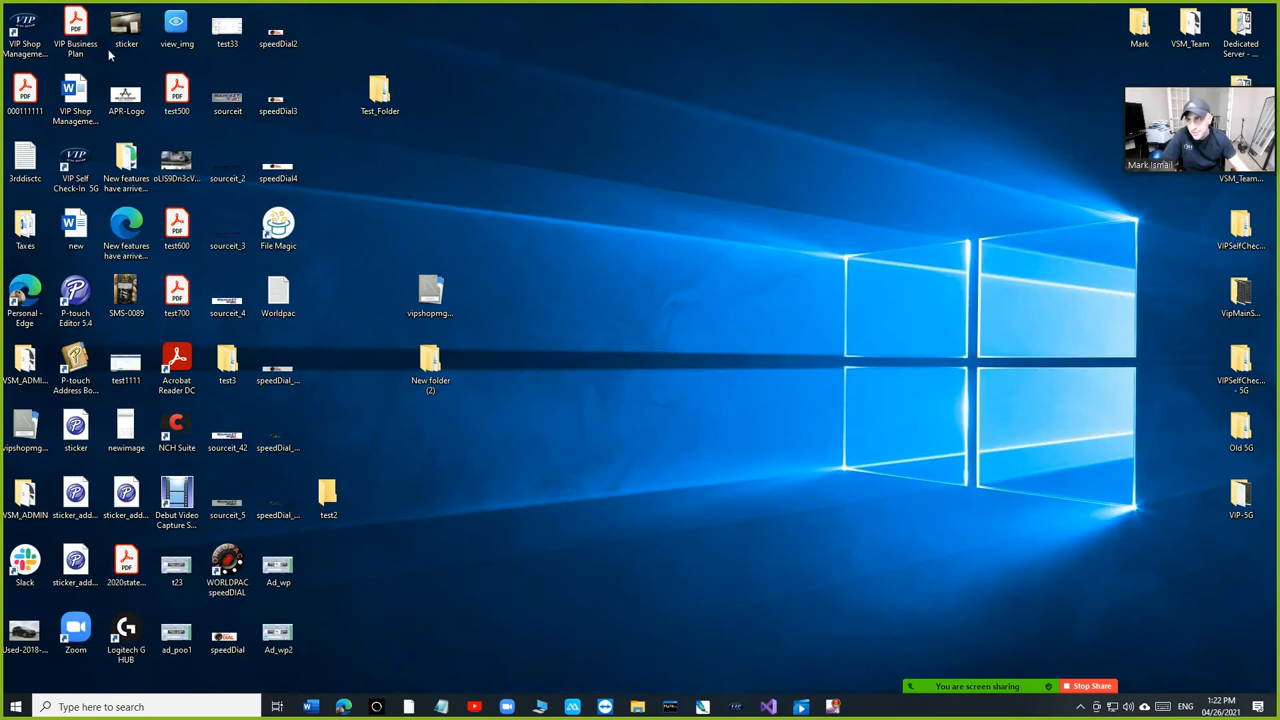 VIP Shop
Manageme...
VIP Business
Plan
sticker
view_img
test33
speedDial2
000111111
VIP Shop
Manageme...
APR-Logo
test500
sourceit
speedDial3
Test_Folder
3rddisctc
VIP Self
Check-In 5G
New features
have arrive...
oLIS9Dn3cV...
sourceit_2
speedDial4
Taxes
new
New features
have arrive...
test600
sourceit_3
File Magic
Personal -
Edge
P-touch
Editor 5.4
SMS-0089
test700
sourceit_4
Worldpac
vipshopmg...
VSM_ADMI...
P-touch
Address Bo...
test1111
Acrobat
Reader DC
test3
speedDial_...
New folder
(2)
vipshopmg...
sticker
newimage
NCH Suite
sourceit_42
speedDial_...
VSM_ADMIN
sticker_add...
sticker_add...
Debut Video
Capture S...
sourceit_5
speedDial_...
test2
Slack
sticker_add...
2020state...
t23
WORLDPAC
speedDIAL
Ad_wp
Used-2018-...
Zoom
Logitech G
HUB
ad_poo1
speedDial
Ad_wp2
Mark
VSM_Team
Dedicated
Server - ...
Mark Ismail
VSM_Team...
VIPSelfChec...
VipMainS...
VIPSelfChec...
- 5G
Old 5G
VIP-5G
You are screen sharing
Stop Share
Type here to search
ENG
1:22 PM
04/26/2021